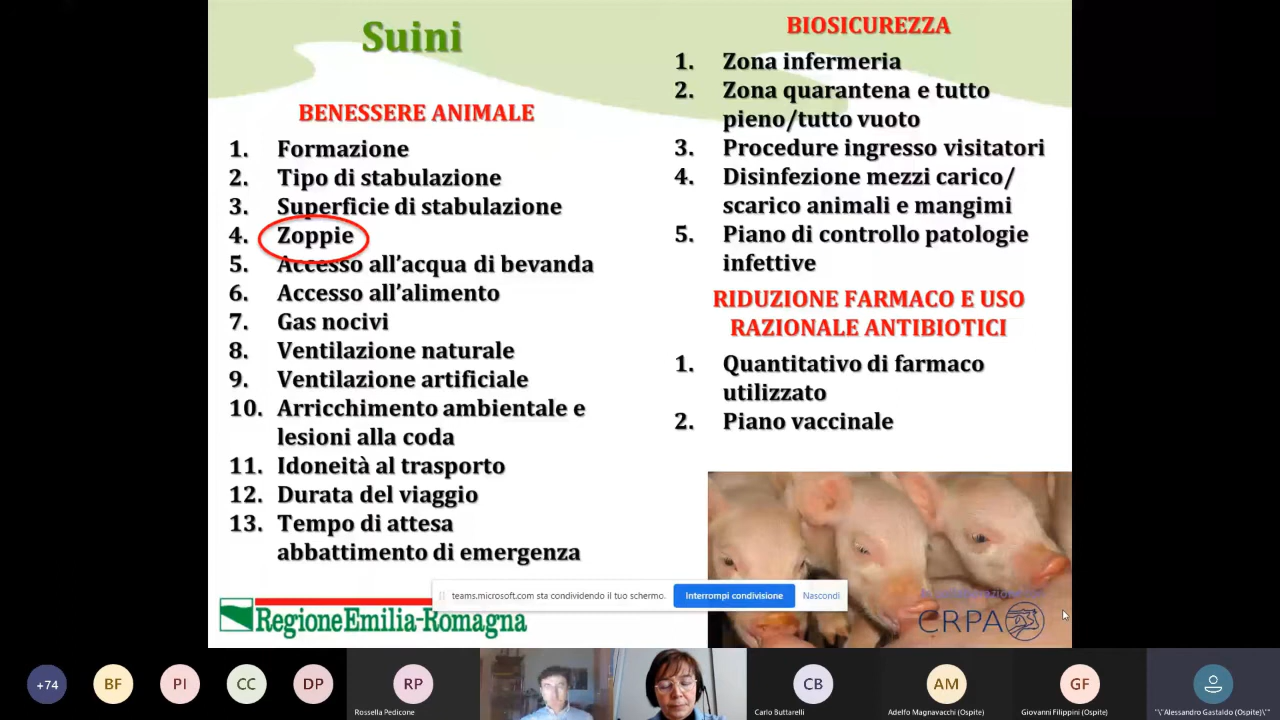 Suini
BENESSERE ANIMALE
1. Formazione
2. Tipo di stabulazione
3. Superficie di stabulazione
4. Zoppie
5. Accesso all’acqua di bevanda
6. Accesso all’alimento
7. Gas nocivi
8. Ventilazione naturale
9. Ventilazione artificiale
10. Arricchimento ambientale e
lesioni alla coda
11. Idoneità al trasporto
12. Durata del viaggio
13. Tempo di attesa
abbattimento di emergenza
BIOSICUREZZA
1. Zona infermeria
2. Zona quarantena e tutto
pieno/tutto vuoto
3. Procedure ingresso visitatori
4. Disinfezione mezzi carico/
scarico animali e mangimi
5. Piano di controllo patologie
infettive
RIDUZIONE FARMACO E USO
RAZIONALE ANTIBIOTICI
1. Quantitativo di farmaco
utilizzato
2. Piano vaccinale
teams.microsoft.com sta condividendo il tuo schermo.
Interrompi condivisione
Nascondi
RegioneEmilia-Romagna
CRPA
+74
BF
PI
CC
DP
RP
CB
AM
GF
Rossella Pedicone
Carlo Buttarelli
Adelfo Magnavacchi (Ospite)
Giovanni Filippini (Ospite)
"\"Alessandro Gastaldo (Ospite)\""